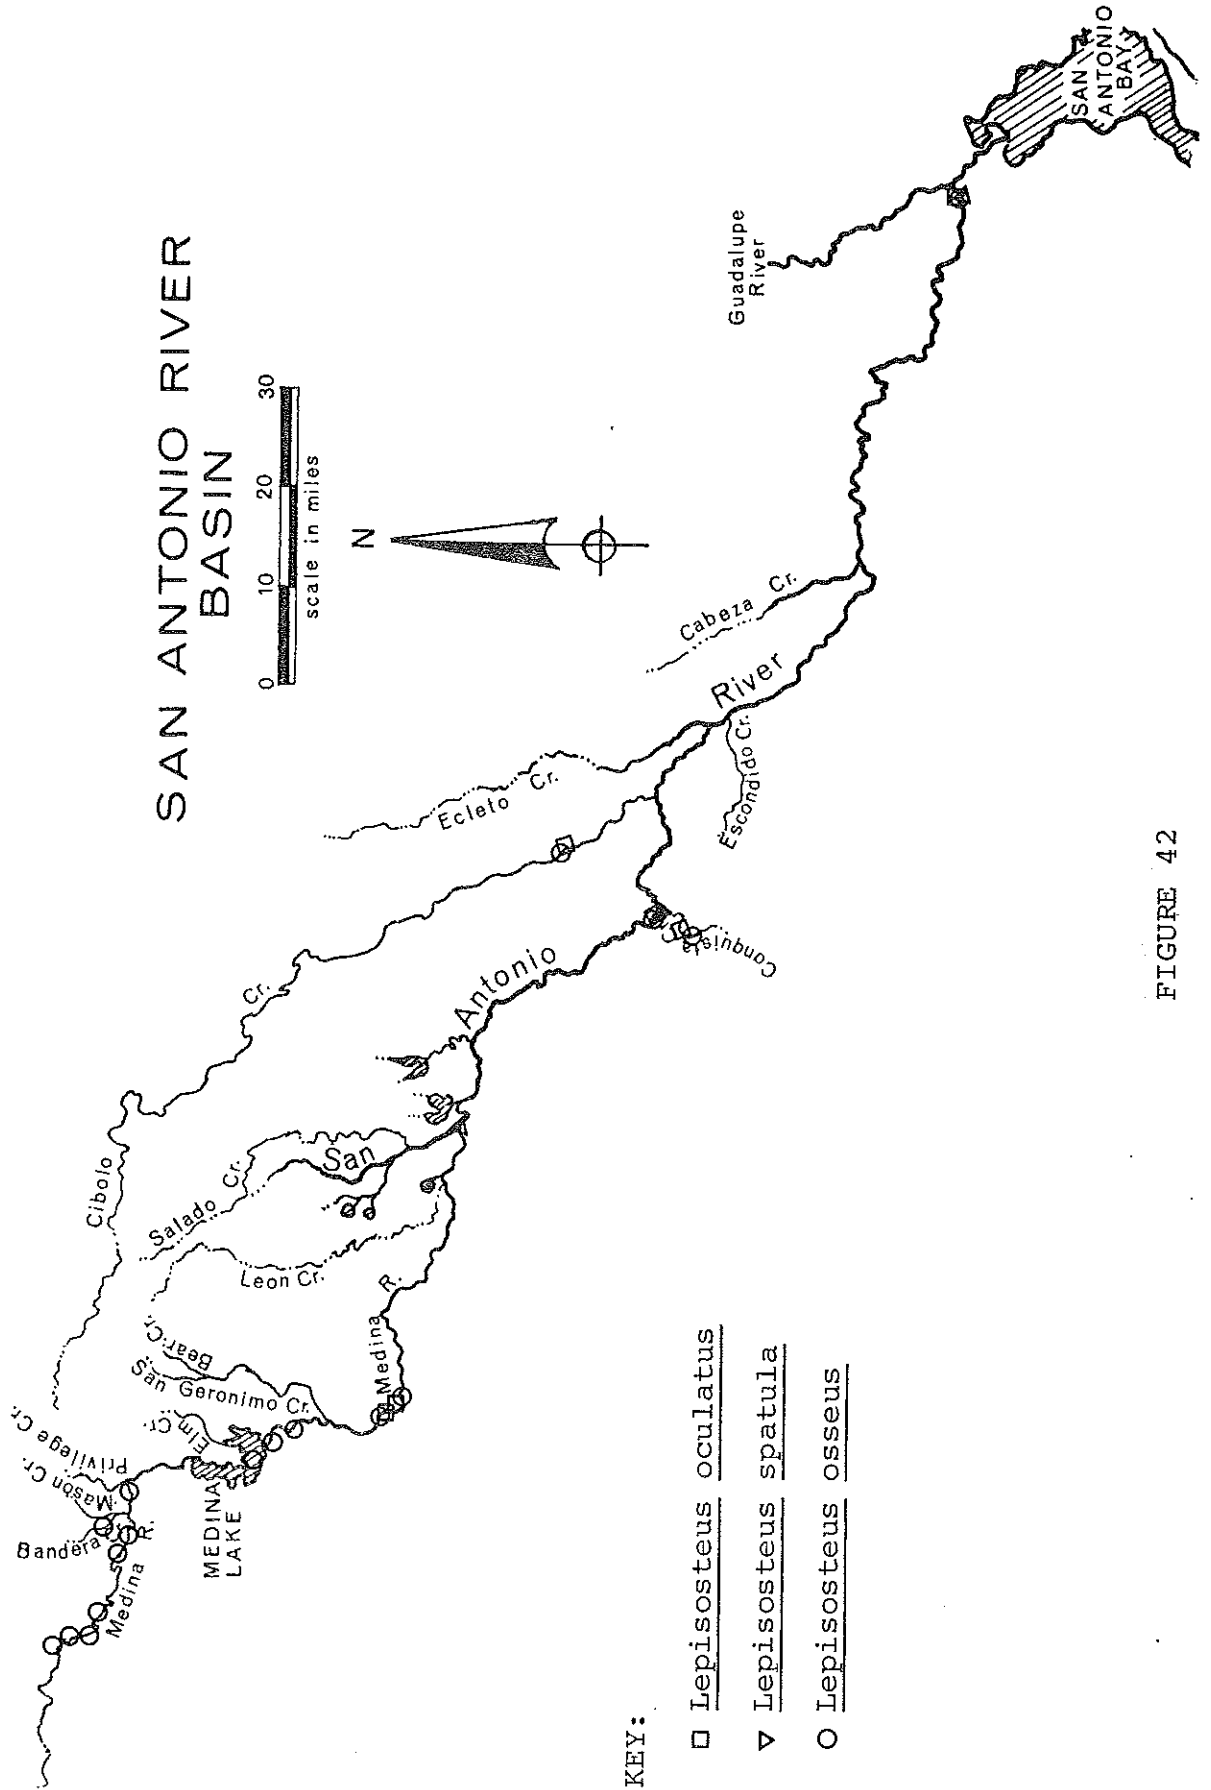 SAN ANTONIO RIVER
BASIN
0 10 20 30
scale in miles
N
Medina
Bandera
Cr.
R.
Mason Cr.
Privilege Cr.
MEDINA
LAKE
Elm Cr.
San Geronimo Cr.
Bear Cr.
Medina
R.
Leon Cr.
Salado Cr.
Cibolo
Cr.
San
Antonio
River
Conquista
Cr.
Ecleto Cr.
Escondido Cr.
Cabeza Cr.
Guadalupe
River
SAN
ANTONIO
BAY
KEY:
□ Lepisosteus oculatus
▽ Lepisosteus spatula
○ Lepisosteus osseus
FIGURE 42